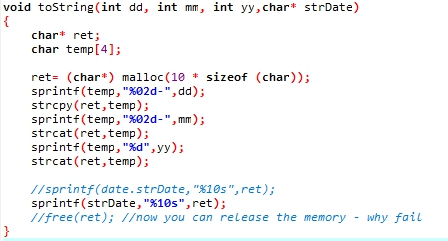 void toString(int dd, int mm, int yy,char* strDate)
{
char* ret;
char temp[4];
ret= (char*) malloc(10 * sizeof (char));
sprintf(temp,"%02d-",dd);
strcpy(ret,temp);
sprintf(temp,"%02d-",mm);
strcat(ret,temp);
sprintf(temp,"%d",yy);
strcat(ret,temp);
//sprintf(date.strDate,"%10s",ret);
sprintf(strDate,"%10s",ret);
//free(ret); //now you can release the memory - why fail
}